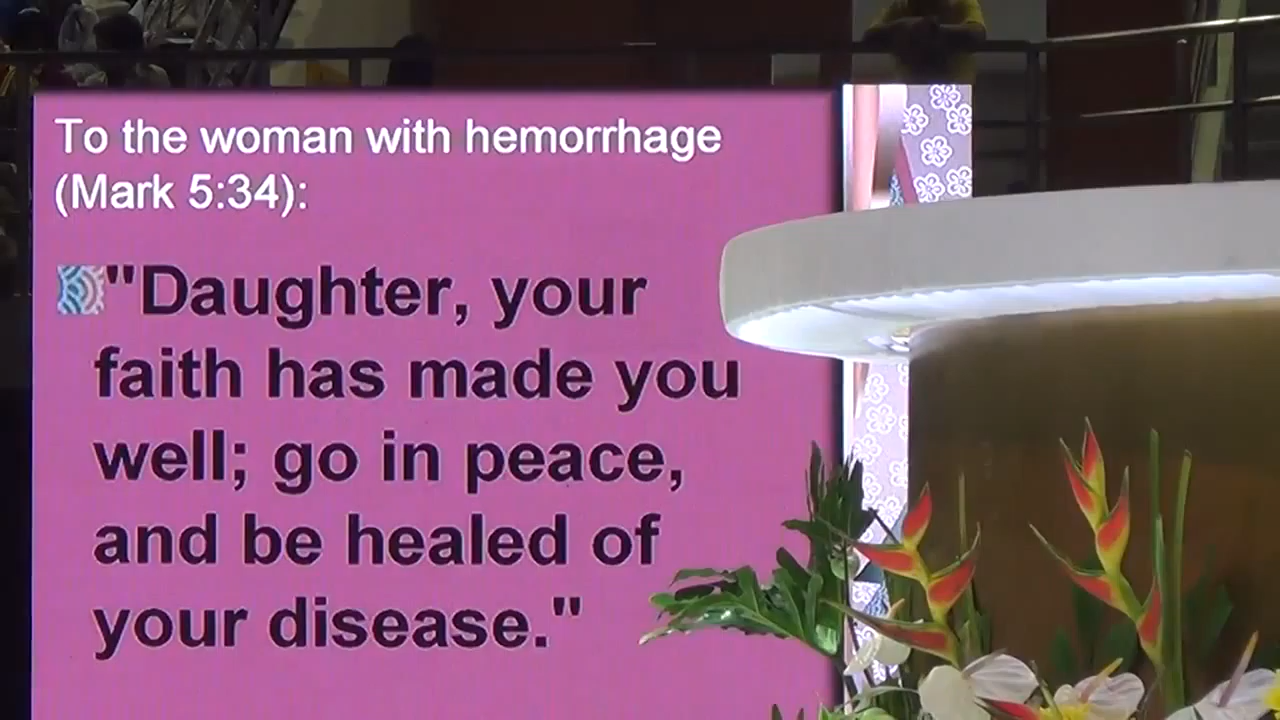 To the woman with hemorrhage
(Mark 5:34):
"Daughter, your
faith has made you
well; go in peace,
and be healed of
your disease."